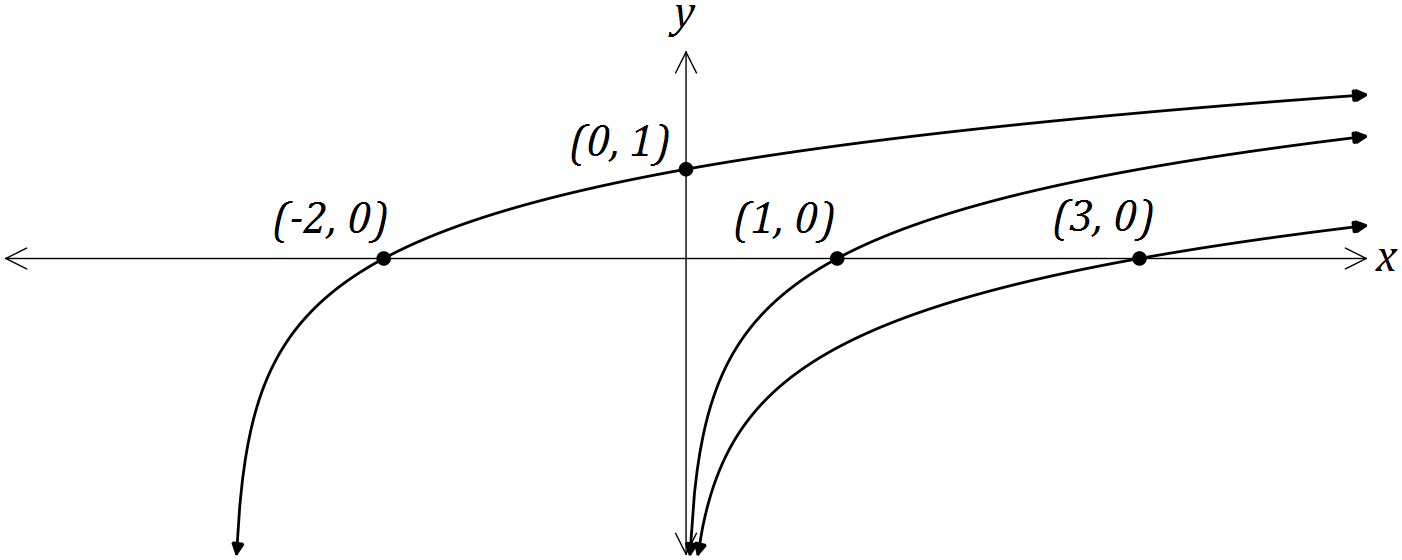 y
(0, 1)
(-2, 0)
(1, 0)
(3, 0)
x